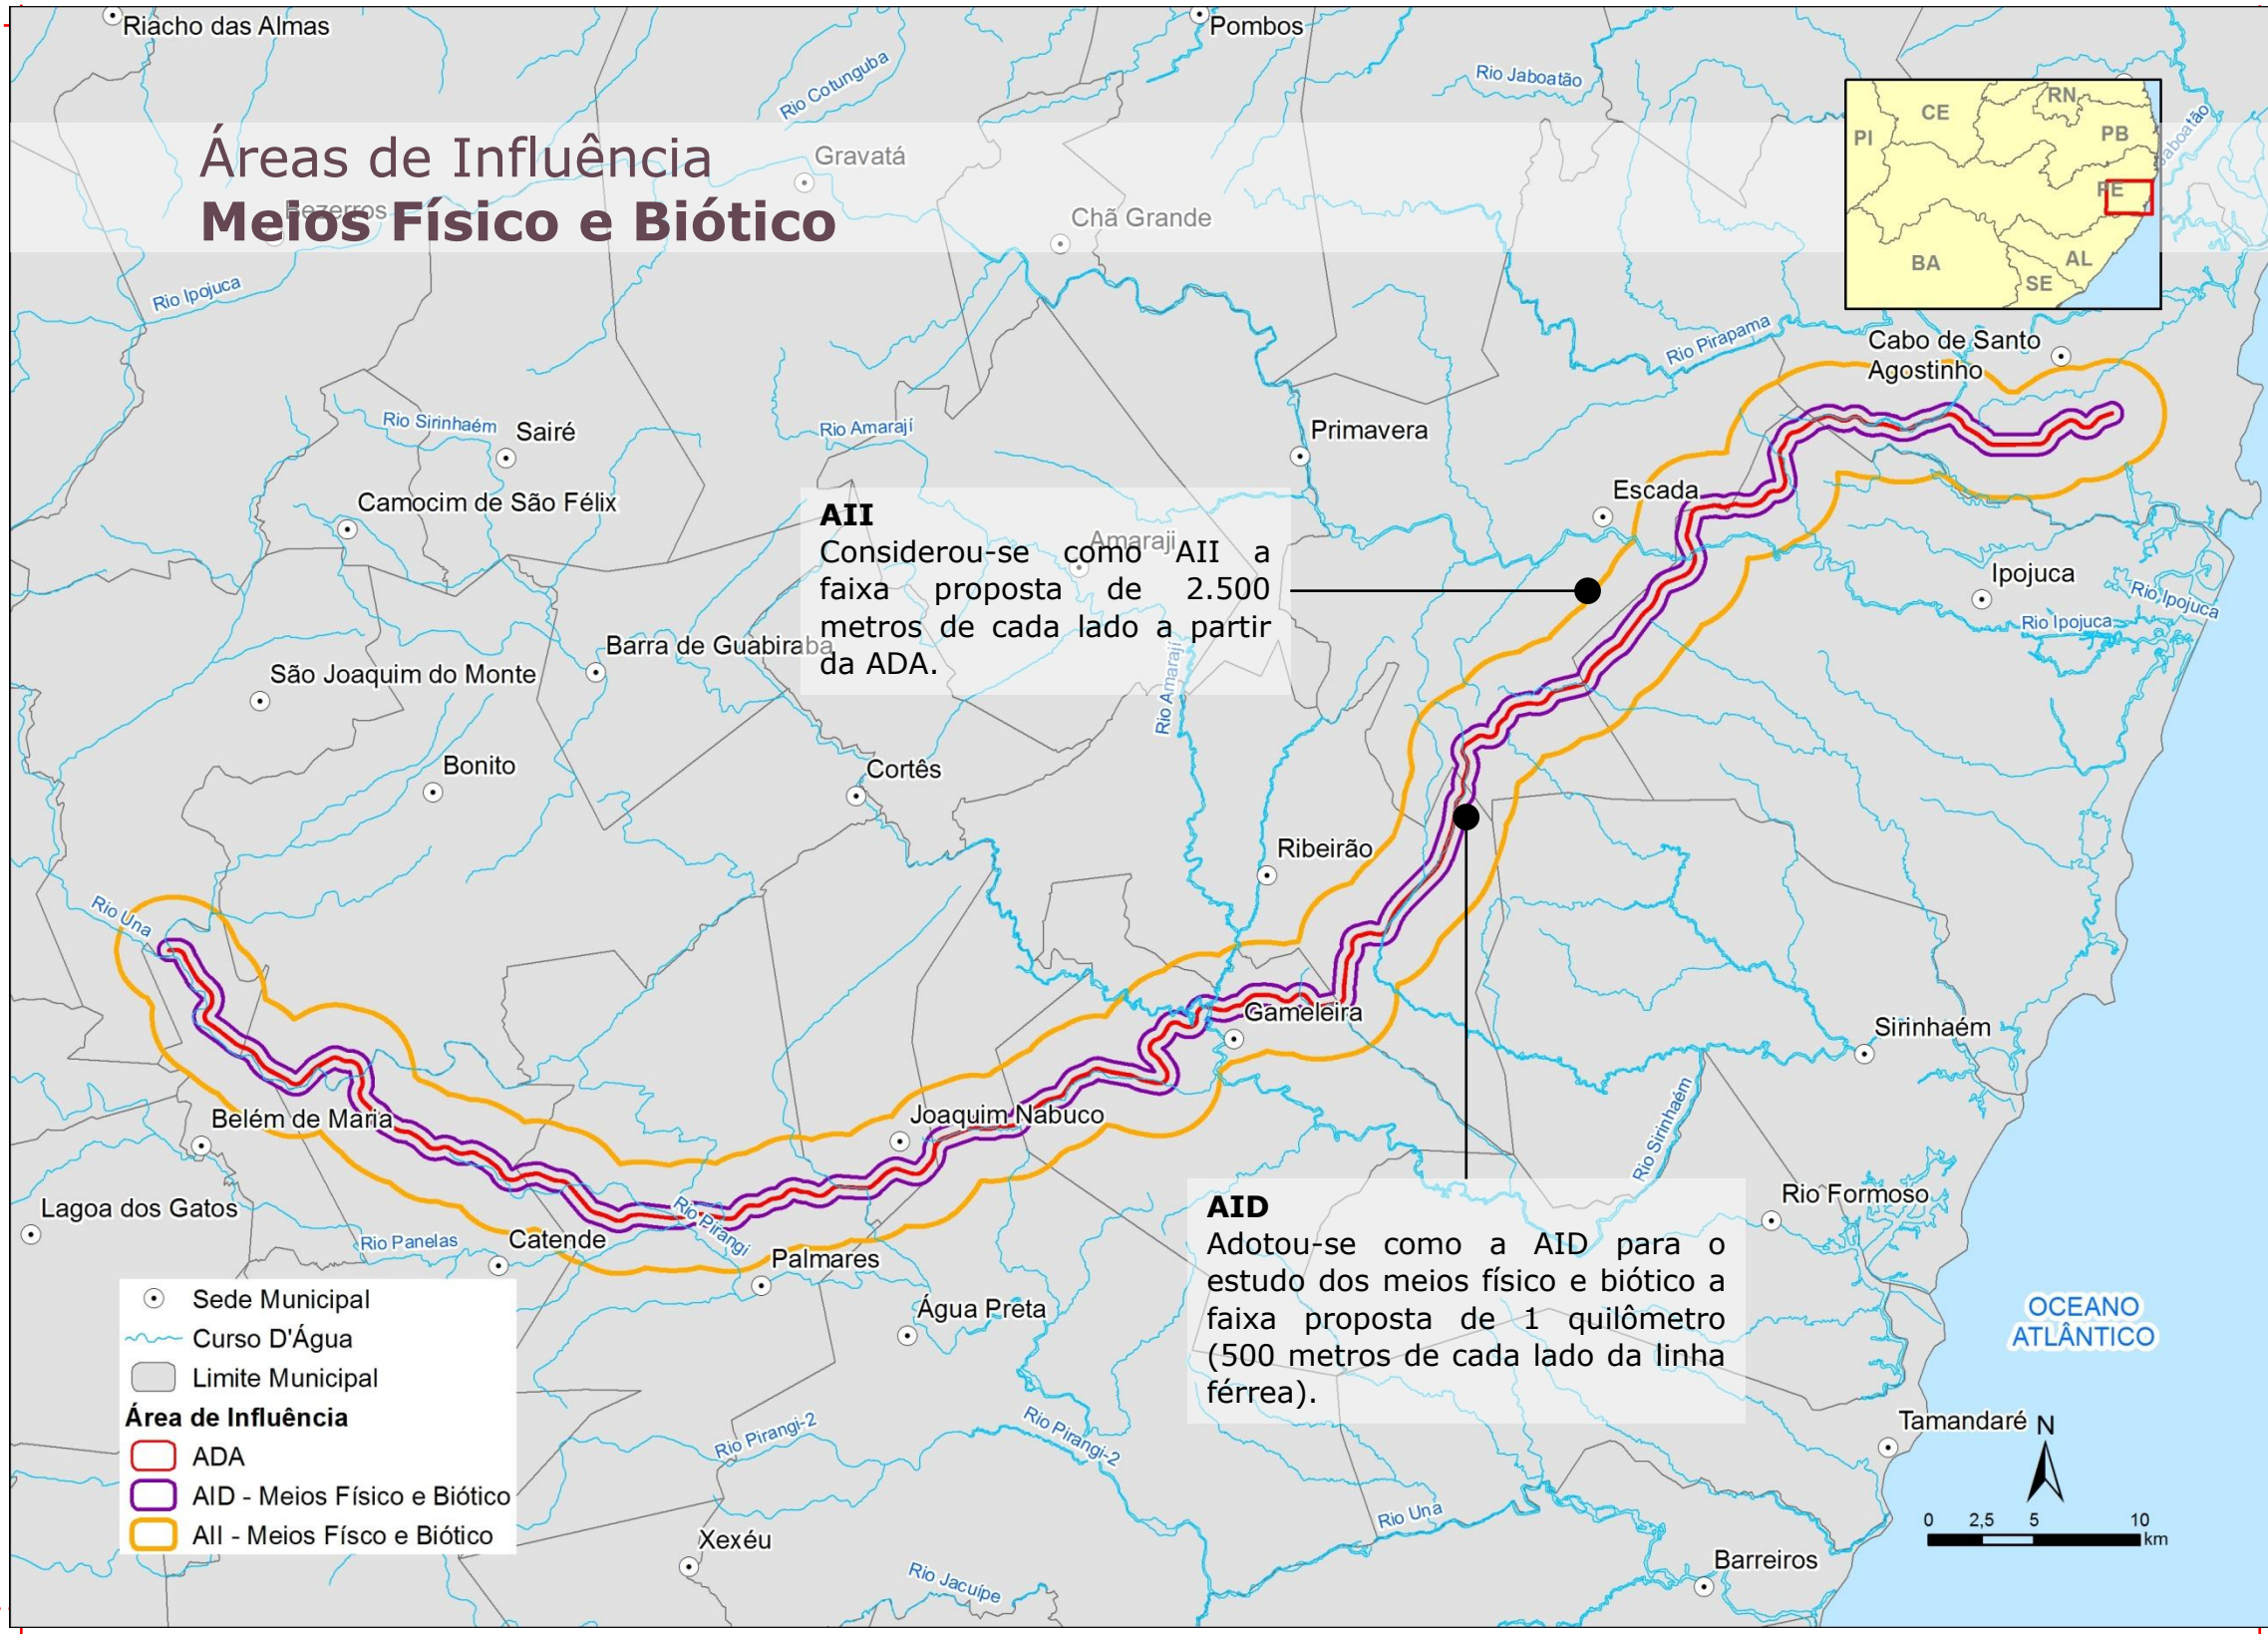 Riacho das Almas
Pombos
Rio Cotunguba
Rio Jaboatão
Áreas de Influência
Meios Físico e Biótico
Bezerros
Gravatá
Chã Grande
Rio Ipojuca
PI
CE
RN
PB
PE
BA
AL
SE
Jaboatão
Rio Pirapama
Cabo de Santo
Agostinho
Rio Sirinhaém
Sairé
Rio Amarají
Primavera
Camocim de São Félix
Escada
AII
Considerou-se como AII a
faixa proposta de 2.500
metros de cada lado a partir
da ADA.
Amaraji
Ipojuca
Rio Ipojuca
Rio Ipojuca
Barra de Guabiraba
São Joaquim do Monte
Rio Amarají
Bonito
Cortês
Ribeirão
Rio Una
Gameleira
Sirinhaém
Belém de Maria
Joaquim Nabuco
Rio Sirinhaém
Lagoa dos Gatos
Rio Panelas
Catende
Rio Pirangi
Palmares
Água Preta
Rio Formoso
AID
Adotou-se como a AID para o
estudo dos meios físico e biótico a
faixa proposta de 1 quilômetro
(500 metros de cada lado da linha
férrea).
OCEANO
ATLÂNTICO
Sede Municipal
Curso D'Água
Limite Municipal
Área de Influência
ADA
AID - Meios Físico e Biótico
AII - Meios Físco e Biótico
Rio Pirangi-2
Rio Pirangi-2
Tamandaré
N
0 2,5 5 10
km
Rio Una
Xexéu
Rio Jacuípe
Barreiros